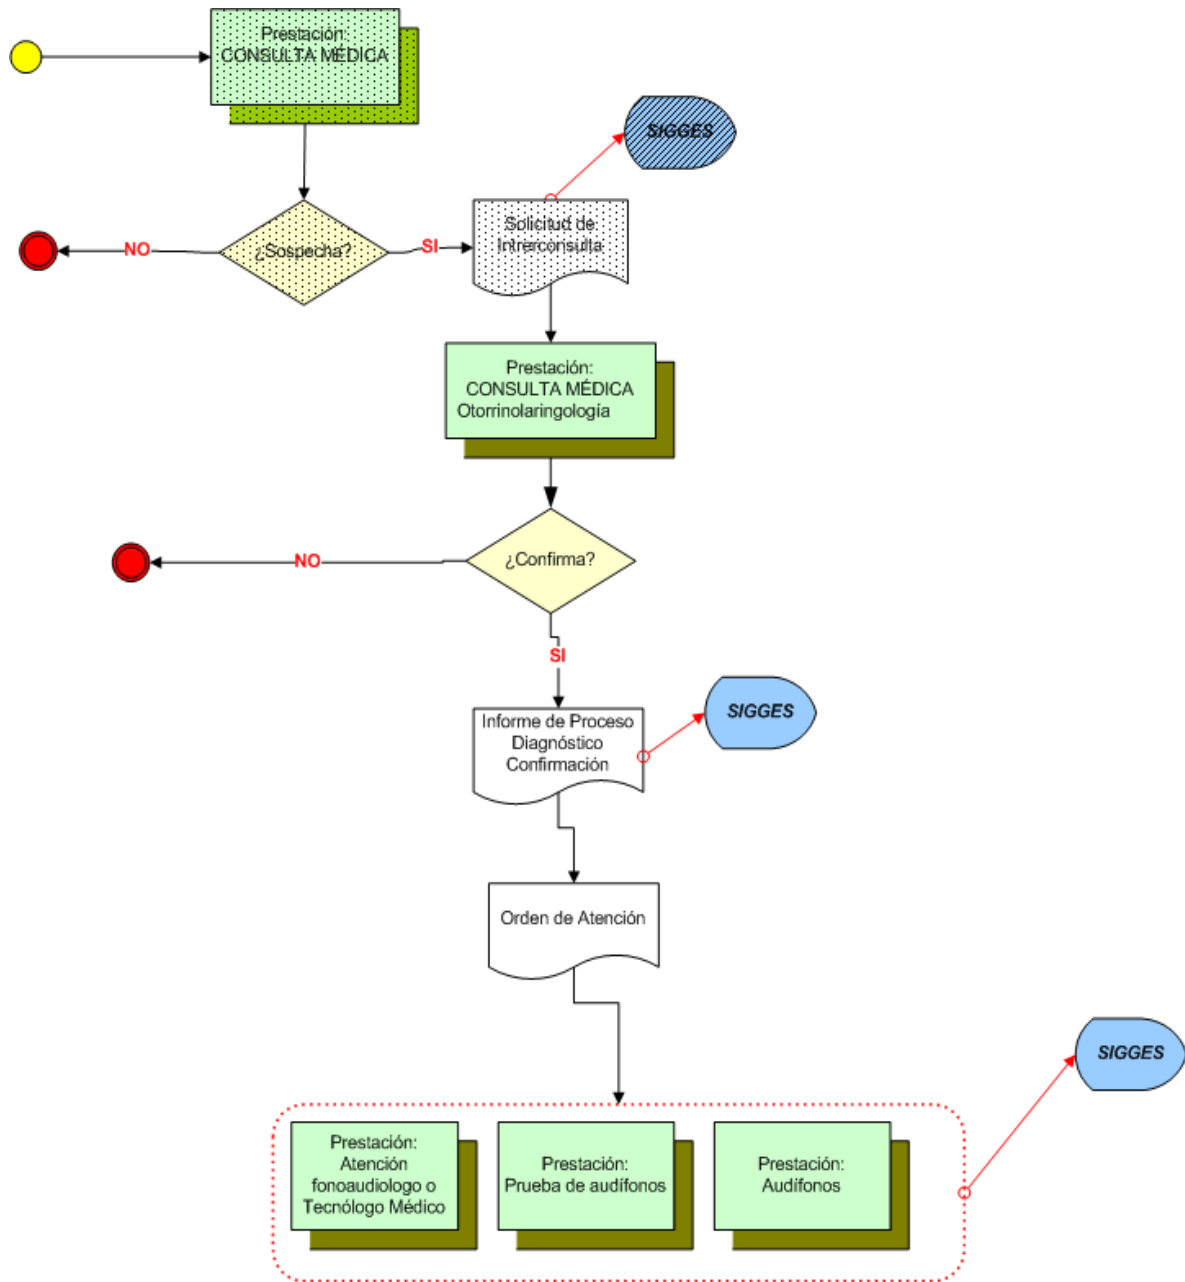 Prestación:
CONSULTA MÉDICA
SIGGES
¿Sospecha?
NO
SI
Solicitud de
Intrerconsulta
Prestación:
CONSULTA MÉDICA
Otorrinolaringología
¿Confirma?
NO
SI
Informe de Proceso
Diagnóstico
Confirmación
SIGGES
Orden de Atención
SIGGES
Prestación:
Atención
fonoaudiologo o
Tecnólogo Médico
Prestación:
Prueba de audífonos
Prestación:
Audífonos